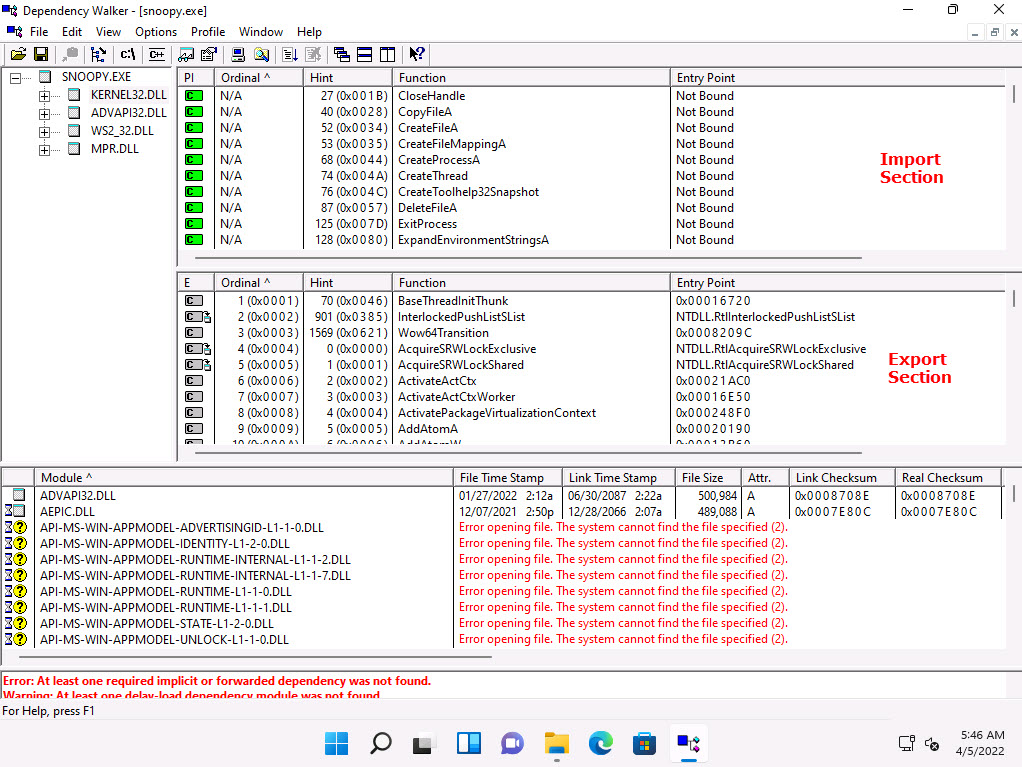 Dependency Walker - [snoopy.exe]
File Edit View Options Profile Window Help
c:\ C++
SNOOPY.EXE
KERNEL32.DLL
ADVAPI32.DLL
WS2_32.DLL
MPR.DLL
PI Ordinal ^ Hint Function Entry Point
C N/A 27 (0x001B) CloseHandle Not Bound
C N/A 40 (0x0028) CopyFileA Not Bound
C N/A 52 (0x0034) CreateFileA Not Bound
C N/A 53 (0x0035) CreateFileMappingA Not Bound
C N/A 68 (0x0044) CreateProcessA Not Bound
C N/A 74 (0x004A) CreateThread Not Bound
C N/A 76 (0x004C) CreateToolhelp32Snapshot Not Bound
C N/A 87 (0x0057) DeleteFileA Not Bound
C N/A 125 (0x007D) ExitProcess Not Bound
C N/A 128 (0x0080) ExpandEnvironmentStringsA Not Bound
Import
Section
E Ordinal ^ Hint Function Entry Point
C 1 (0x0001) 70 (0x0046) BaseThreadInitThunk 0x00016720
C 2 (0x0002) 901 (0x0385) InterlockedPushListSList NTDLL.RtlInterlockedPushListSList
C 3 (0x0003) 1569 (0x0621) Wow64Transition 0x0008209C
C 4 (0x0004) 0 (0x0000) AcquireSRWLockExclusive NTDLL.RtlAcquireSRWLockExclusive
C 5 (0x0005) 1 (0x0001) AcquireSRWLockShared NTDLL.RtlAcquireSRWLockShared
C 6 (0x0006) 2 (0x0002) ActivateActCtx 0x00021AC0
C 7 (0x0007) 3 (0x0003) ActivateActCtxWorker 0x00016E50
C 8 (0x0008) 4 (0x0004) ActivatePackageVirtualizationContext 0x000248F0
C 9 (0x0009) 5 (0x0005) AddAtomA 0x00020190
10 (0x000A) 6 (0x0006) AddAtomW
Export
Section
Module ^ File Time Stamp Link Time Stamp File Size Attr. Link Checksum Real Checksum
ADVAPI32.DLL 01/27/2022 2:12a 06/30/2087 2:22a 500,984 A 0x0008708E 0x0008708E
AEPIC.DLL 12/07/2021 2:50p 12/28/2066 2:07a 489,088 A 0x0007E80C 0x0007E80C
API-MS-WIN-APPMODEL-ADVERTISINGID-L1-1-0.DLL Error opening file. The system cannot find the file specified (2).
API-MS-WIN-APPMODEL-IDENTITY-L1-2-0.DLL Error opening file. The system cannot find the file specified (2).
API-MS-WIN-APPMODEL-RUNTIME-INTERNAL-L1-1-2.DLL Error opening file. The system cannot find the file specified (2).
API-MS-WIN-APPMODEL-RUNTIME-INTERNAL-L1-1-7.DLL Error opening file. The system cannot find the file specified (2).
API-MS-WIN-APPMODEL-RUNTIME-L1-1-0.DLL Error opening file. The system cannot find the file specified (2).
API-MS-WIN-APPMODEL-RUNTIME-L1-1-1.DLL Error opening file. The system cannot find the file specified (2).
API-MS-WIN-APPMODEL-STATE-L1-2-0.DLL Error opening file. The system cannot find the file specified (2).
API-MS-WIN-APPMODEL-UNLOCK-L1-1-0.DLL Error opening file. The system cannot find the file specified (2).
Error: At least one required implicit or forwarded dependency was not found.
Warning: At least one delay-load dependency module was not found.
For Help, press F1
5:46 AM
4/5/2022